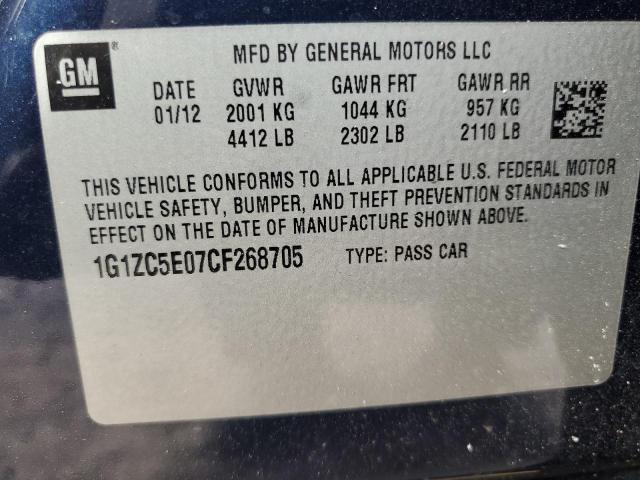 GM ®
MFD BY GENERAL MOTORS LLC
DATE GVWR GAWR FRT GAWR RR
01/12 2001 KG 1044 KG 957 KG
4412 LB 2302 LB 2110 LB
THIS VEHICLE CONFORMS TO ALL APPLICABLE U.S. FEDERAL MOTOR
VEHICLE SAFETY, BUMPER, AND THEFT PREVENTION STANDARDS IN
EFFECT ON THE DATE OF MANUFACTURE SHOWN ABOVE.
1G1ZC5E07CF268705 TYPE: PASS CAR